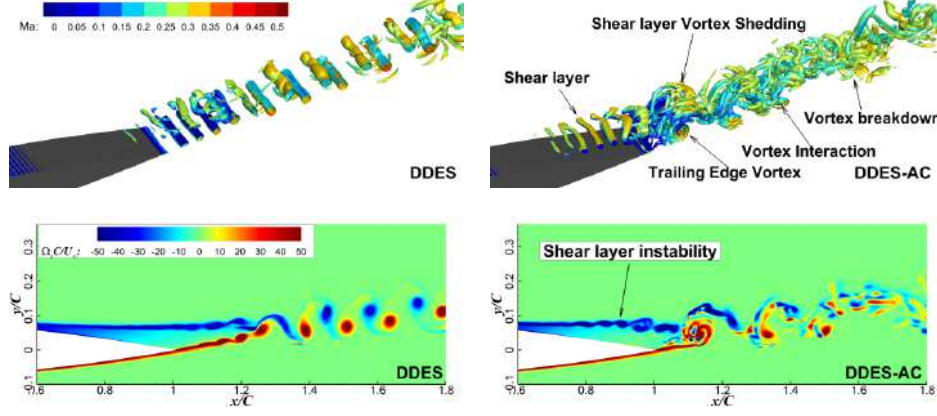 Ma: 0 0.05 0.1 0.15 0.2 0.25 0.3 0.35 0.4 0.45 0.5
DDES
Shear layer Vortex Shedding
Shear layer
Vortex breakdown
Vortex Interaction
Trailing Edge Vortex
DDES-AC
-50 -40 -30 -20 -10 0 10 20 30 40 50
y/C
0.3
0.2
0.1
0
DDES
0.6 0.8 1 1.2 1.4 1.6 1.8
x/C
Shear layer instability
y/C
0.3
0.2
0.1
0
-0.1
DDES-AC
0.6 0.8 1 1.2 1.4 1.6 1.8
x/C